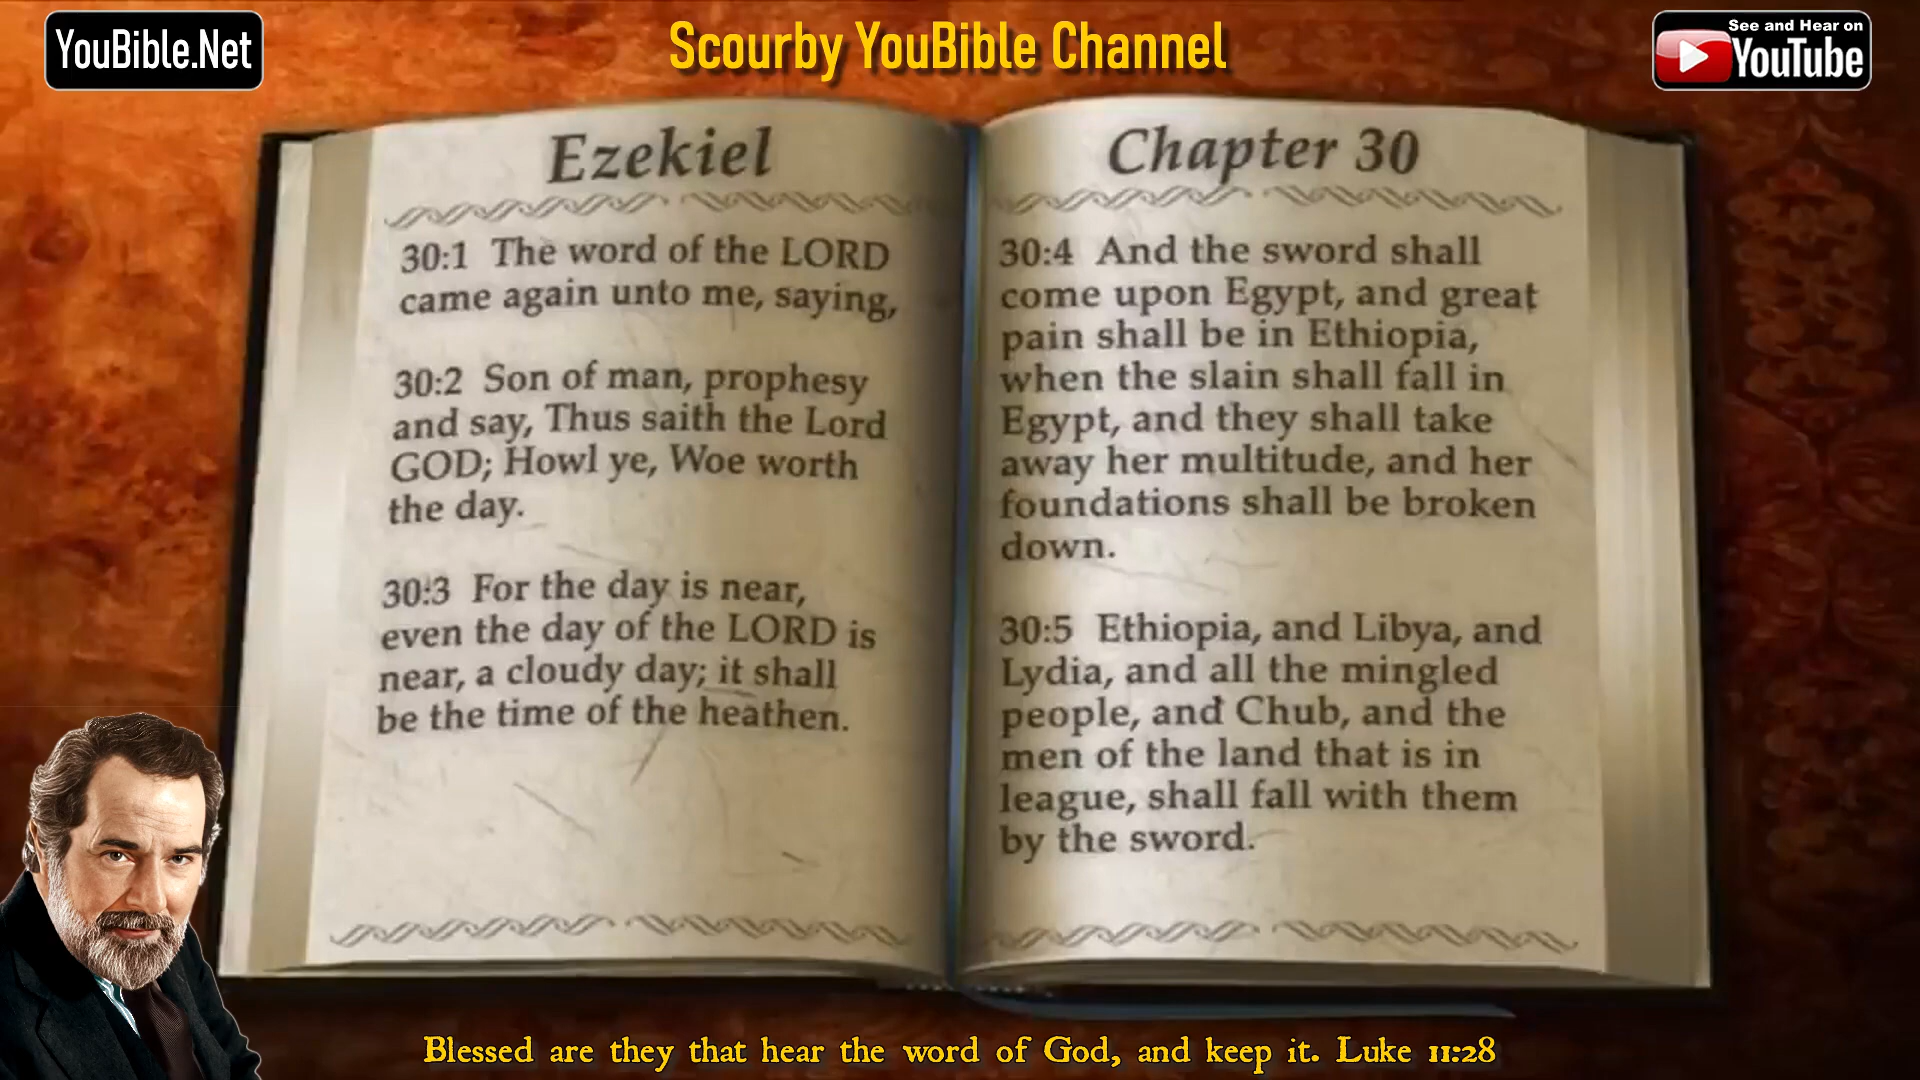 YouBible.Net
Scourby YouBible Channel
See and Hear on
YouTube
Ezekiel
30:1 The word of the LORD
came again unto me, saying,
30:2 Son of man, prophesy
and say, Thus saith the Lord
GOD; Howl ye, Woe worth
the day.
30:3 For the day is near,
even the day of the LORD is
near, a cloudy day; it shall
be the time of the heathen.
Chapter 30
30:4 And the sword shall
come upon Egypt, and great
pain shall be in Ethiopia,
when the slain shall fall in
Egypt, and they shall take
away her multitude, and her
foundations shall be broken
down.
30:5 Ethiopia, and Libya, and
Lydia, and all the mingled
people, and Chub, and the
men of the land that is in
league, shall fall with them
by the sword.
Blessed are they that hear the word of God, and keep it. Luke 11:28